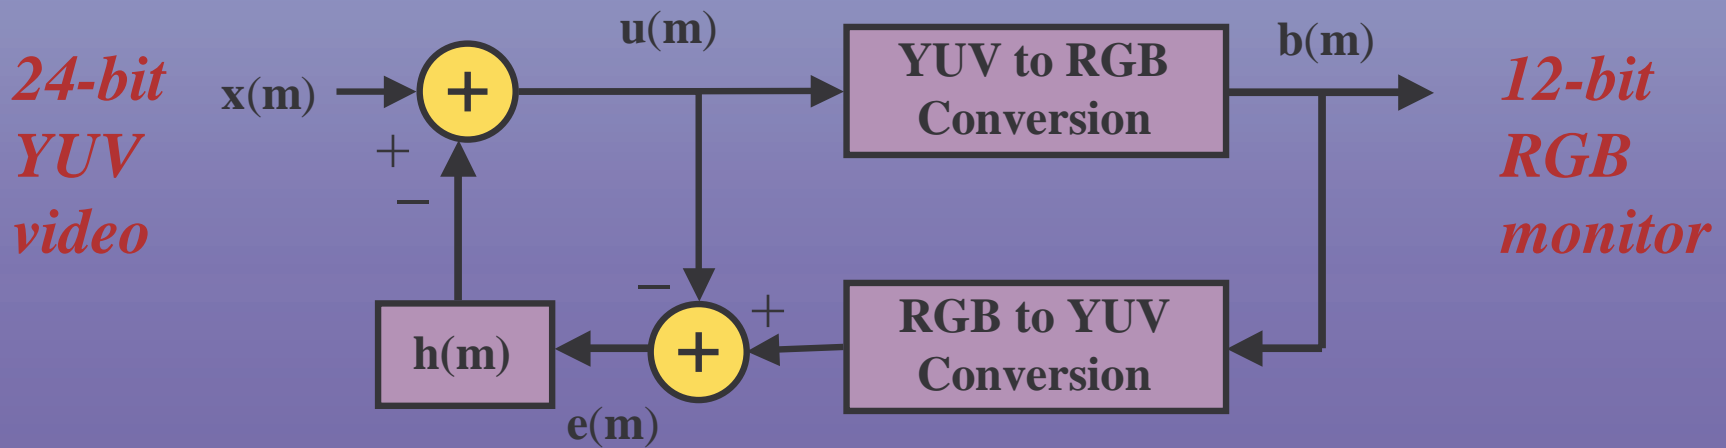 24-bit
YUV
video
x(m)
+
+
−
u(m)
YUV to RGB
Conversion
b(m)
12-bit
RGB
monitor
h(m)
e(m)
−
+
+
RGB to YUV
Conversion